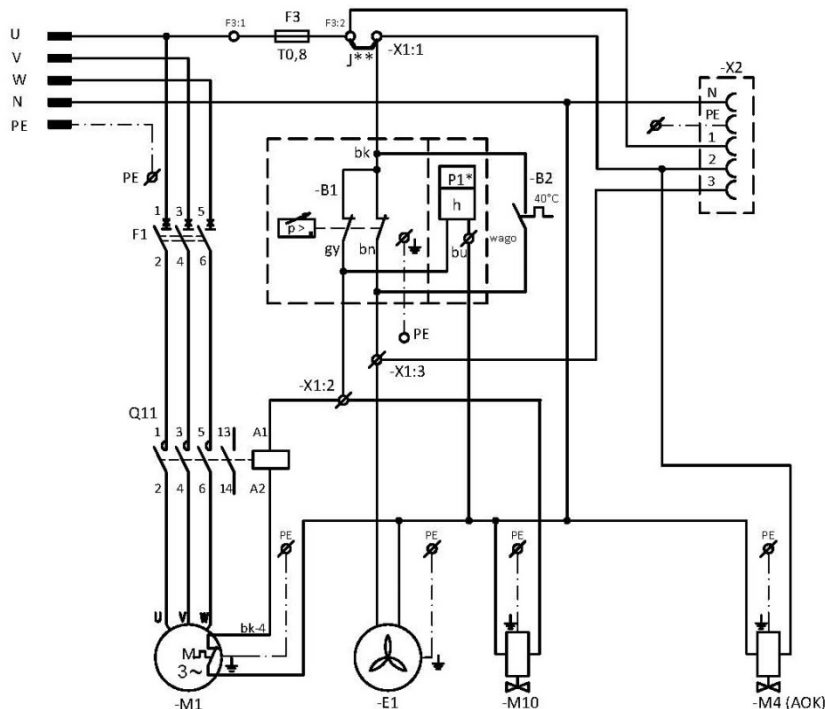 U
F3:1
F3
F3:2
V
T0,8
J**
-X1:1
W
-X2
N
N
PE
PE
1
2
3
PE
bk
-B1
P1*
h
-B2
40°C
p>
gy
bn
bu
wago
1 3 5
F1
2 4 6
PE
-X1:3
-X1:2
Q11
1 3 5 13 A1
2 4 6 14 A2
PE
PE
PE
PE
U V W
bk-4
M
3~
-M1
-E1
-M10
-M4 (AOK)